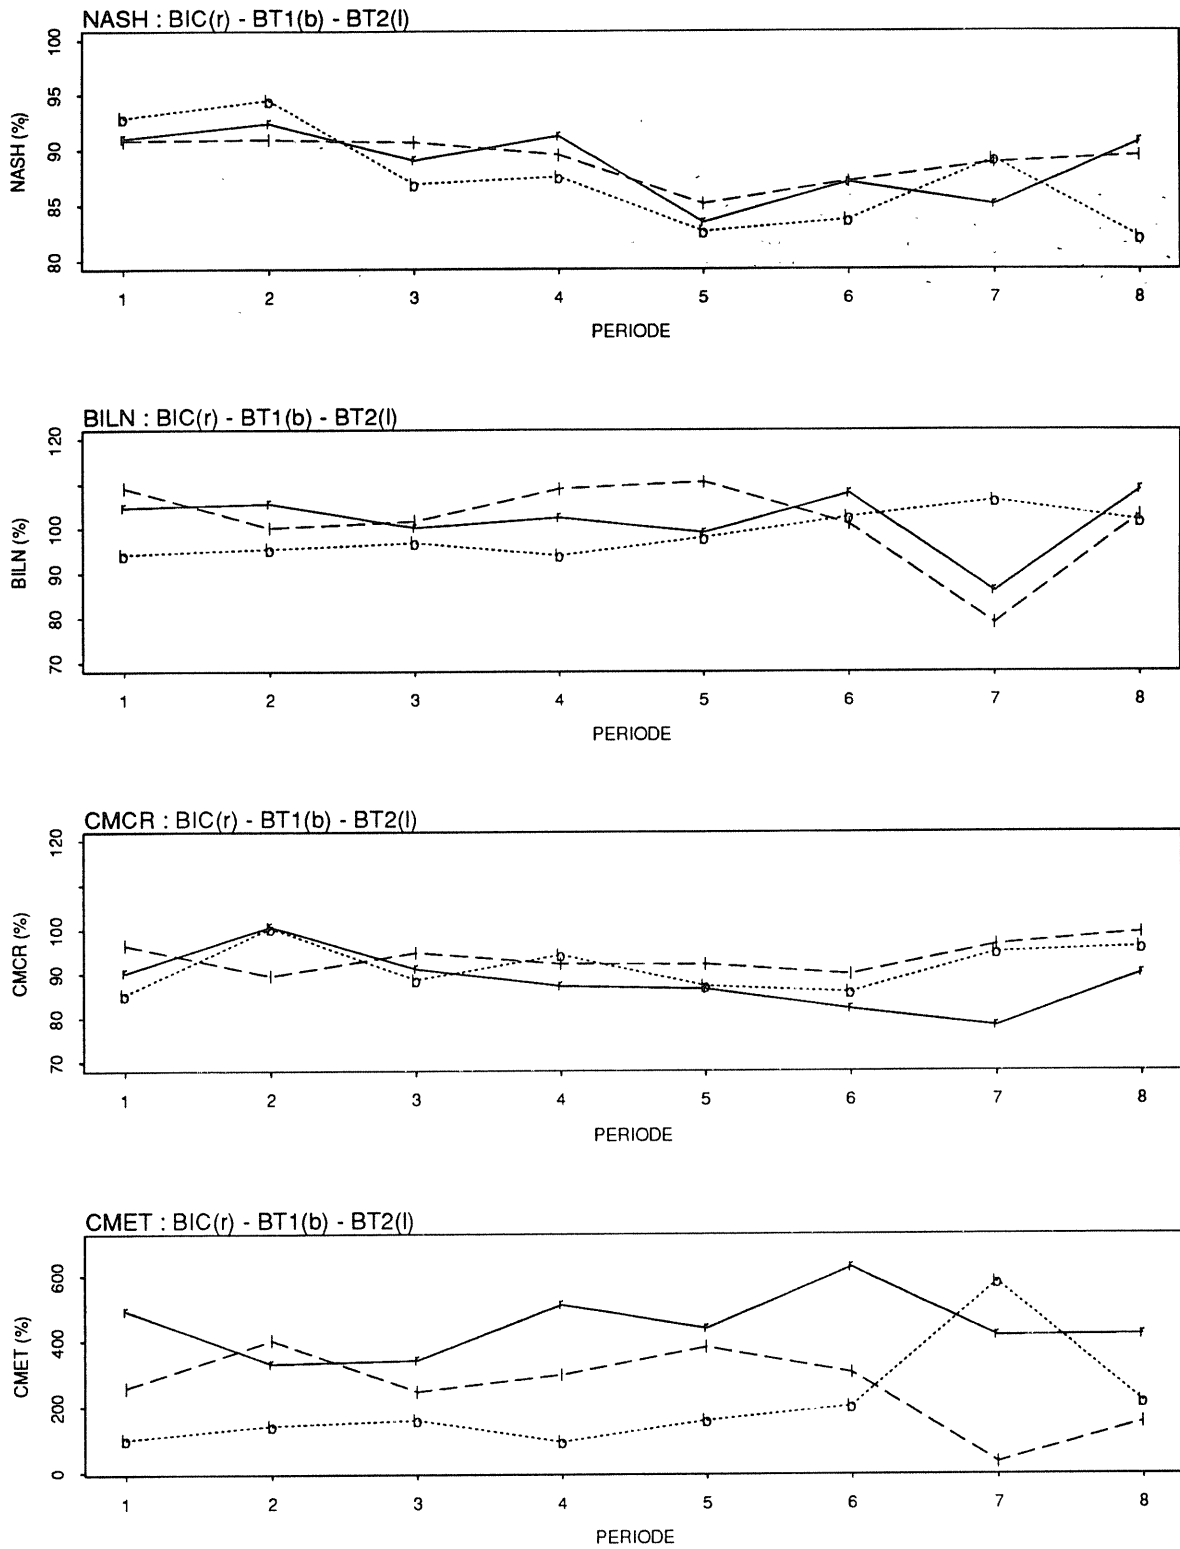 NASH : BIC(r) - BT1(b) - BT2(l)
NASH (%)
100
95
90
85
80
1 2 3 4 5 6 7 8
PERIODE
BILN : BIC(r) - BT1(b) - BT2(l)
BILN (%)
120
100
90
80
70
1 2 3 4 5 6 7 8
PERIODE
CMCR : BIC(r) - BT1(b) - BT2(l)
CMCR (%)
120
100
90
80
70
1 2 3 4 5 6 7 8
PERIODE
CMET : BIC(r) - BT1(b) - BT2(l)
CMET (%)
600
400
200
0
1 2 3 4 5 6 7 8
PERIODE